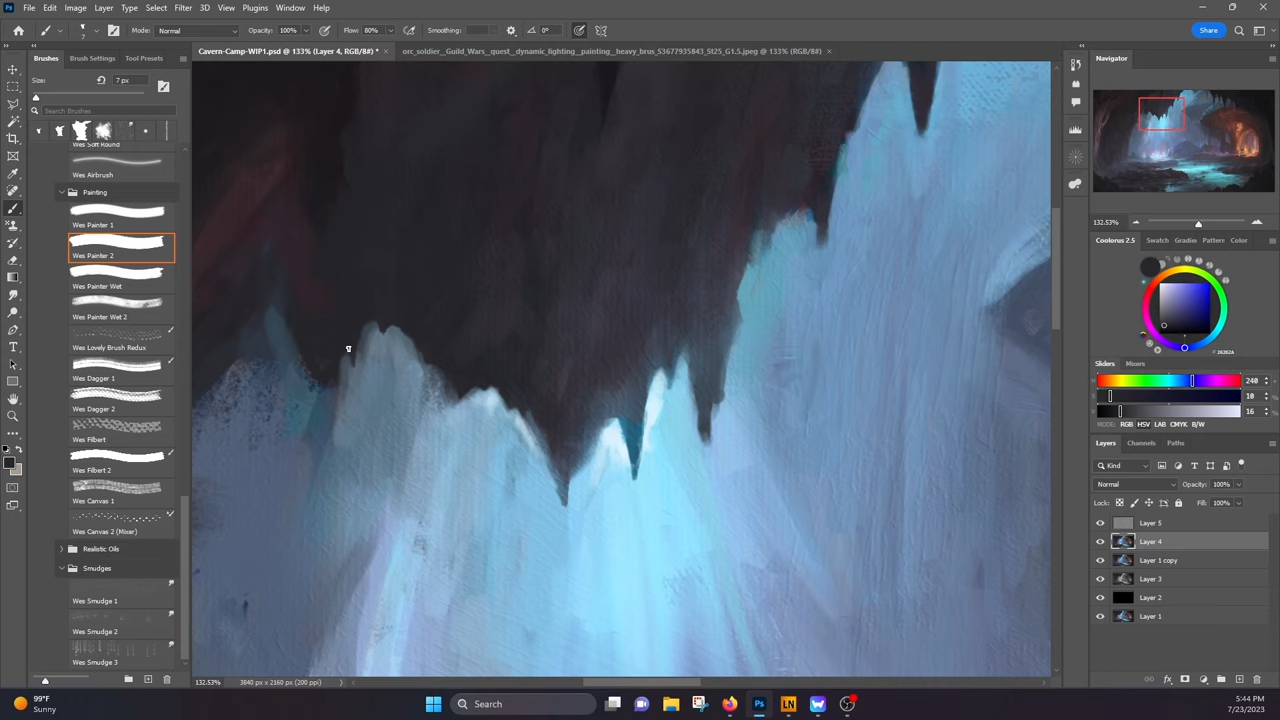 File Edit Image Layer Type Select Filter 3D View Plugins Window Help
7 Mode: Normal Opacity: 100% Flow: 80% Smoothing: 0° Share
Cavern-Camp-WIP1.psd @ 133% (Layer 4, RGB/8#) * × orc_soldier_Guild_Wars_quest_dynamic_lighting_painting_heavy_brus_S3677935843_St25_G1.5.jpeg @ 133% (RGB/8#) ×
Brushes Brush Settings Tool Presets
Size: 7 px
Search Brushes
Wes Soft Round
Wes Airbrush
Painting
Wes Painter 1
Wes Painter 2
Wes Painter Wet
Wes Painter Wet 2
Wes Lovely Brush Redux
Wes Dagger 1
Wes Dagger 2
Wes Filbert
Wes Filbert 2
Wes Canvas 1
Wes Canvas 2 (Mixer)
Realistic Oils
Smudges
Wes Smudge 1
Wes Smudge 2
Wes Smudge 3
132.53% 3840 px x 2160 px (200 ppi)
Navigator
132.53%
Coolorus 2.5 Swatch Gradien Pattern Color
# 26262A
Sliders Mixers
240
10
16
MODE: RGB HSV LAB CMYK B/W
Layers Channels Paths
Kind
Normal Opacity: 100%
Lock: Fill: 100%
Layer 5
Layer 4
Layer 1 copy
Layer 3
Layer 2
Layer 1
99°F
Sunny
Search
5:44 PM
7/23/2023